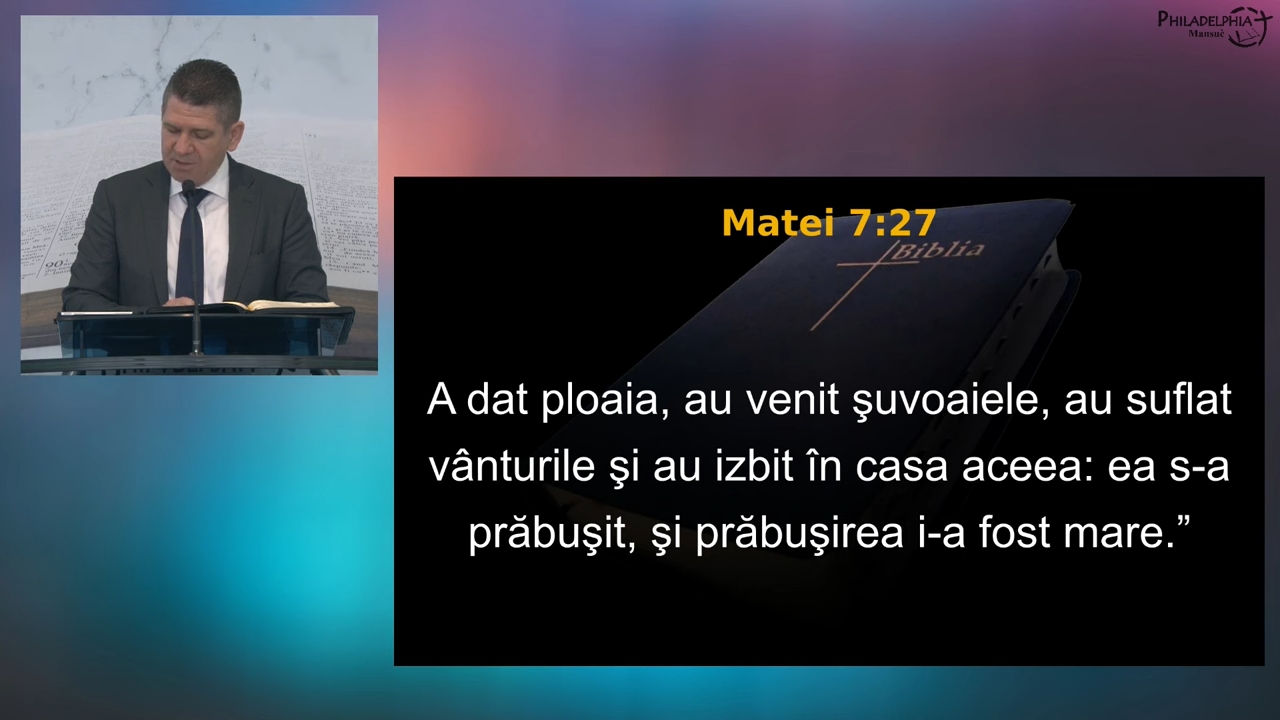 PHILADELPHIA
Mansuè
Matei 7:27
Biblia
A dat ploaia, au venit şuvoaiele, au suflat
vânturile şi au izbit în casa aceea: ea s-a
prăbuşit, şi prăbuşirea i-a fost mare.”
90